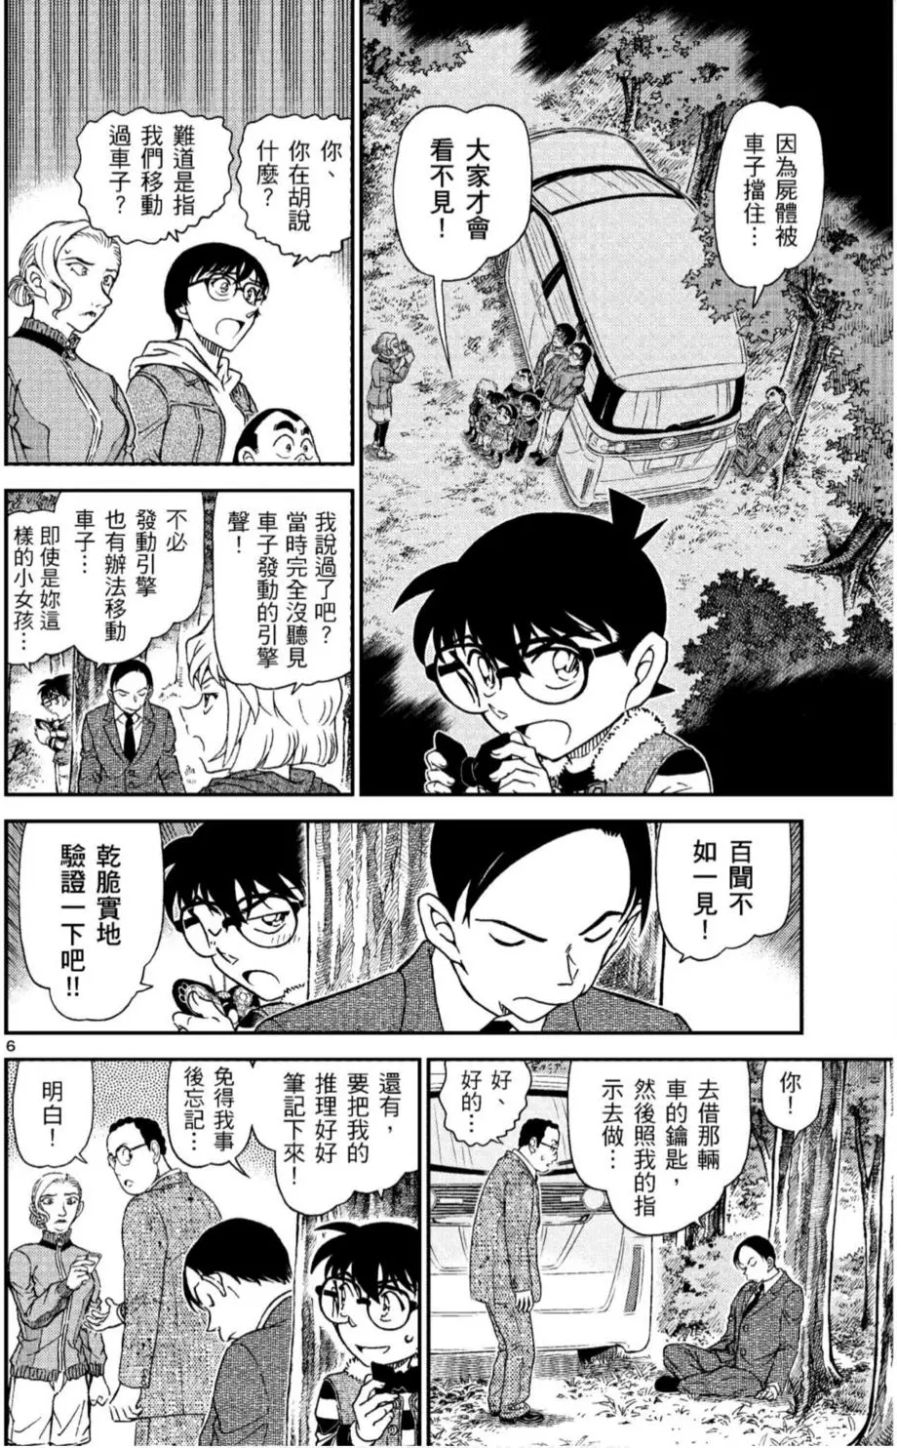 因為屍體被
車子擋住…
大家才會
看不見！
你、
你在胡說
什麼？
難道是指
我們移動
過車子？
我說過了吧？
當時完全沒聽見
車子發動的引擎
聲！
不必
發動引擎
也有辦法移動
車子…
即使是妳這
樣的小女孩…
百聞不
如一見！
乾脆實地
驗證一下吧!!
6
你！
去借那輛
車的鑰匙，
然後照我的指
示去做…
好、
好的…
還有，
要把我的
推理好好
筆記下來！
免得我事
後忘記…
明白！